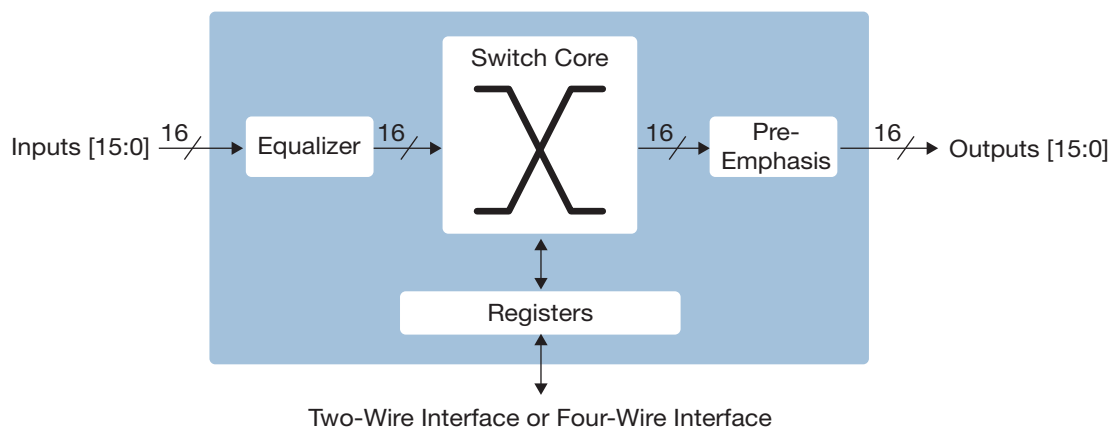 Switch Core
Inputs [15:0]
16
Equalizer
16
16
Pre-
Emphasis
16
Outputs [15:0]
Registers
Two-Wire Interface or Four-Wire Interface